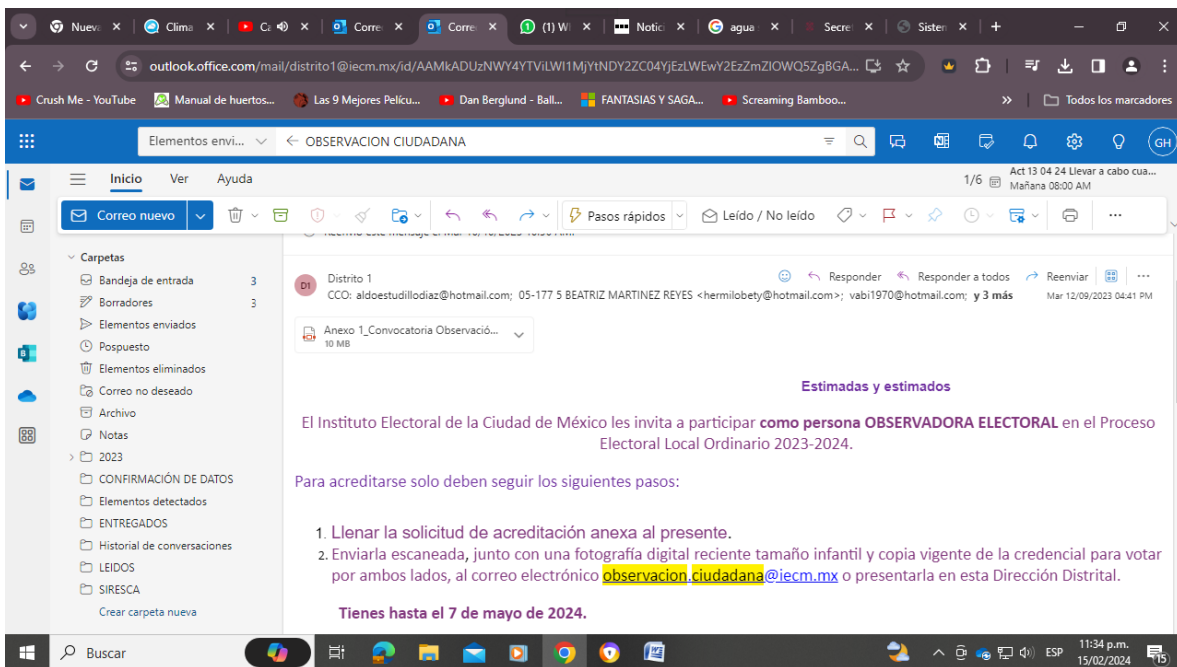 Nueva
Clima
Ca
Corre
Corre
(1) W
Notici
agua
Secre
Sistem
outlook.office.com/mail/distrito1@iecm.mx/id/AAMkADUzNWY4YTViLWI1MjYtNDY2ZC04YjEzLWEwY2EzZmZIOWQ5ZgBGA...
Crush Me - YouTube
Manual de huertos...
Las 9 Mejores Pelícu...
Dan Berglund - Ball...
FANTASIAS Y SAGA...
Screaming Bamboo...
»
Todos los marcadores
Elementos envi...
OBSERVACION CIUDADANA
GH
Inicio Ver Ayuda
1/6
Act 13 04 24 Llevar a cabo cua...
Mañana 08:00 AM
Correo nuevo
Pasos rápidos
Leído / No leído
Carpetas
Bandeja de entrada 3
Borradores 3
Elementos enviados
Pospuesto
Elementos eliminados
Correo no deseado
Archivo
Notas
2023
CONFIRMACIÓN DE DATOS
Elementos detectados
ENTREGADOS
Historial de conversaciones
LEIDOS
SIRESCA
Crear carpeta nueva
D1
Distrito 1
Responder
Responder a todos
Reenviar
CCO: aldoestudillodiaz@hotmail.com; 05-177 5 BEATRIZ MARTINEZ REYES <hermilobety@hotmail.com>; vabi1970@hotmail.com; y 3 más
Mar 12/09/2023 04:41 PM
Anexo 1_Convocatoria Observació...
10 MB
Estimadas y estimados
El Instituto Electoral de la Ciudad de México les invita a participar como persona OBSERVADORA ELECTORAL en el Proceso
Electoral Local Ordinario 2023-2024.
Para acreditarse solo deben seguir los siguientes pasos:
1. Llenar la solicitud de acreditación anexa al presente.
2. Enviarla escaneada, junto con una fotografía digital reciente tamaño infantil y copia vigente de la credencial para votar
por ambos lados, al correo electrónico observacion.ciudadana@iecm.mx o presentarla en esta Dirección Distrital.
Tienes hasta el 7 de mayo de 2024.
Buscar
ESP
11:34 p.m.
15/02/2024
15